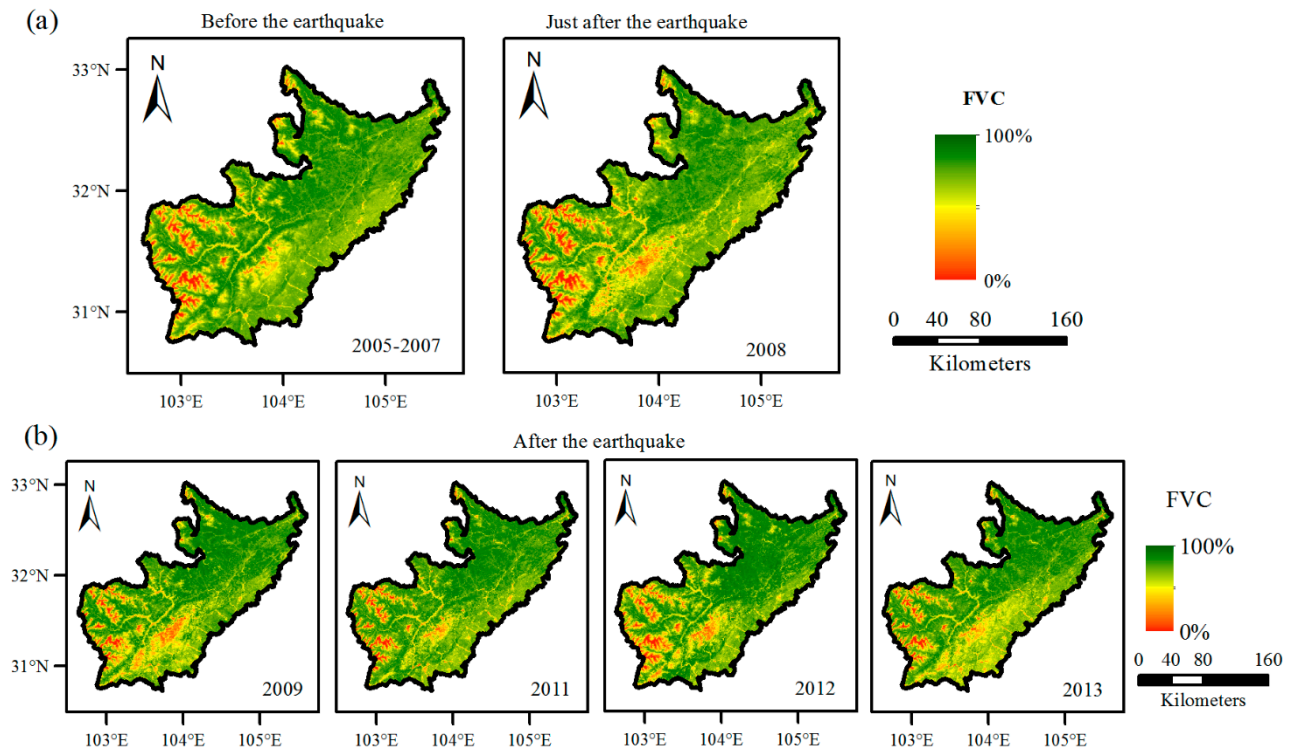 (a)
Before the earthquake
Just after the earthquake
N
N
33°N
32°N
31°N
2005-2007
2008
103°E 104°E 105°E
103°E 104°E 105°E
FVC
100%
0%
0 40 80 160
Kilometers
(b)
After the earthquake
N
N
N
N
33°N
32°N
31°N
2009
2011
2012
2013
103°E 104°E 105°E
103°E 104°E 105°E
103°E 104°E 105°E
103°E 104°E 105°E
FVC
100%
0%
0 40 80 160
Kilometers